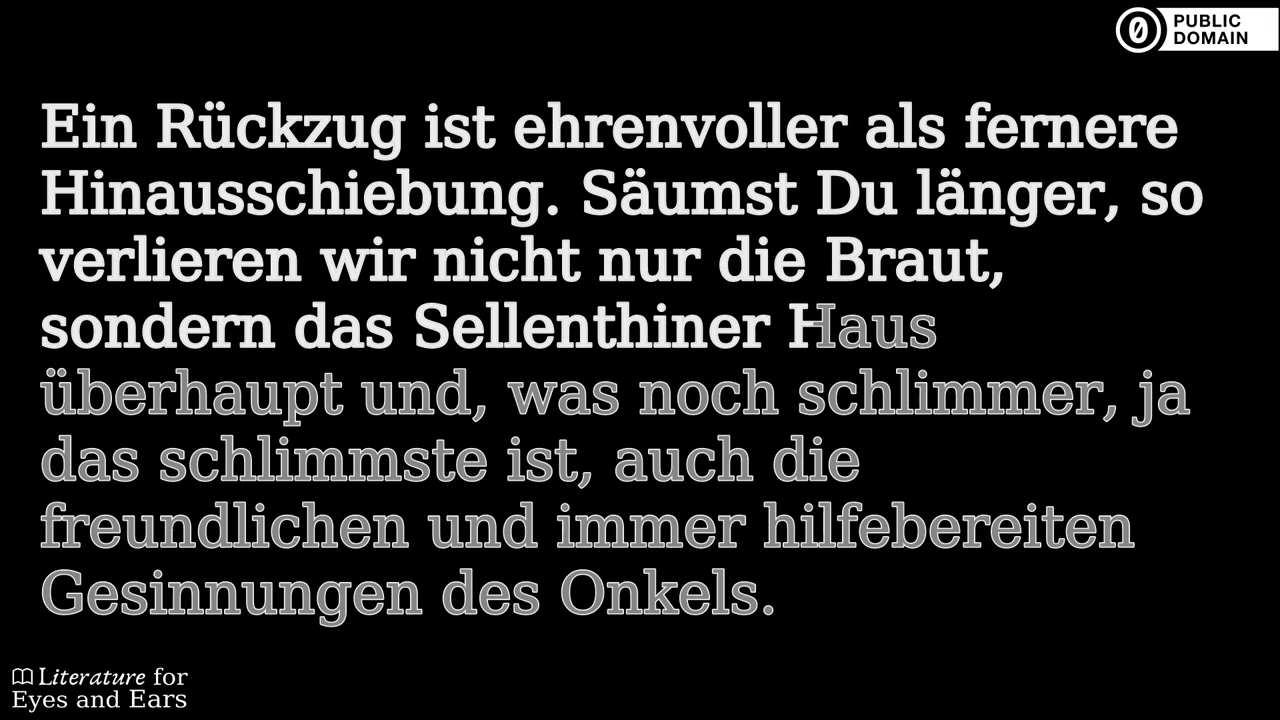 PUBLIC
DOMAIN
Ein Rückzug ist ehrenvoller als fernere
Hinausschiebung. Säumst Du länger, so
verlieren wir nicht nur die Braut,
sondern das Sellenthiner Haus
überhaupt und, was noch schlimmer, ja
das schlimmste ist, auch die
freundlichen und immer hilfebereiten
Gesinnungen des Onkels.
Literature for
Eyes and Ears